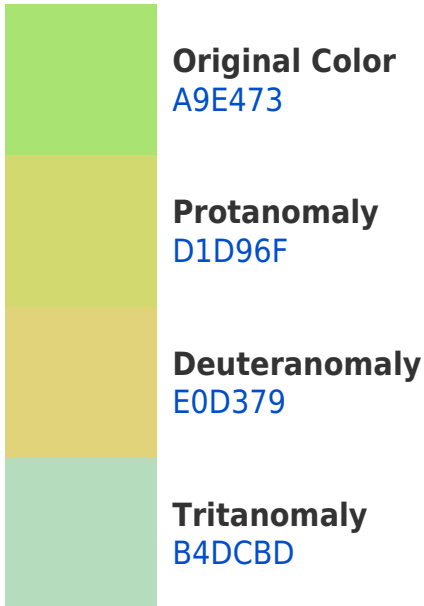 Original Color
A9E473
Protanomaly
D1D96F
Deuteranomaly
E0D379
Tritanomaly
B4DCBD